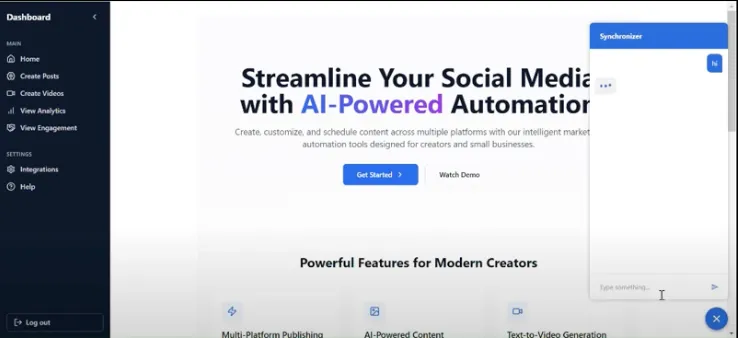 Dashboard
MAIN
Home
Create Posts
Create Videos
View Analytics
View Engagement
SETTINGS
Integrations
Help
Log out
Streamline Your Social Media
with AI-Powered Automation
Create, customize, and schedule content across multiple platforms with our intelligent market
automation tools designed for creators and small businesses.
Get Started
Watch Demo
Powerful Features for Modern Creators
Multi-Platform Publishing
AI-Powered Content
Text-to-Video Generation
Synchronizer
hi
Type something...